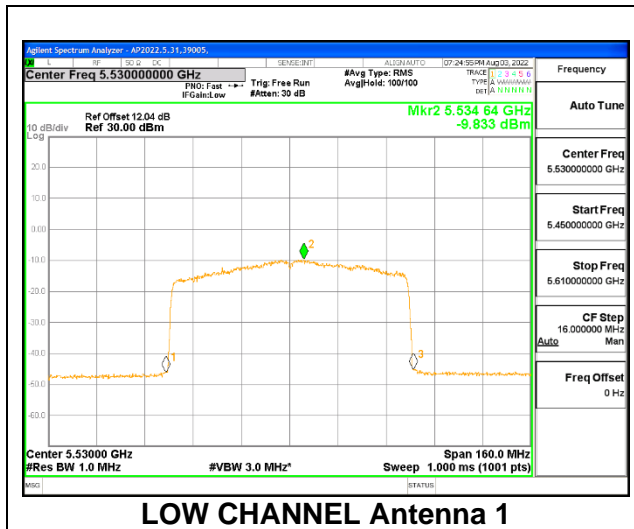 Agilent Spectrum Analyzer - AP2022.5.31,39005,
L RF 50 Ω DC SENSE:INT ALIGN AUTO 07:24:55 PM Aug 03, 2022
Center Freq 5.530000000 GHz
PNO: Fast
IFGain:Low
Trig: Free Run
#Atten: 30 dB
#Avg Type: RMS
Avg|Hold: 100/100
TRACE 1 2 3 4 5 6
TYPE A WWWWW
DET A N N N N N
Frequency
Auto Tune
Center Freq
5.530000000 GHz
Start Freq
5.450000000 GHz
Stop Freq
5.610000000 GHz
CF Step
16.000000 MHz
Auto Man
Freq Offset
0 Hz
Mkr2 5.534 64 GHz
-9.833 dBm
Ref Offset 12.04 dB
10 dB/div Ref 30.00 dBm
Log
20.0
10.0
0.00
-10.0
-20.0
-30.0
-40.0
-50.0
-60.0
1
2
3
Center 5.53000 GHz Span 160.0 MHz
#Res BW 1.0 MHz #VBW 3.0 MHz* Sweep 1.000 ms (1001 pts)
MSG STATUS
LOW CHANNEL Antenna 1